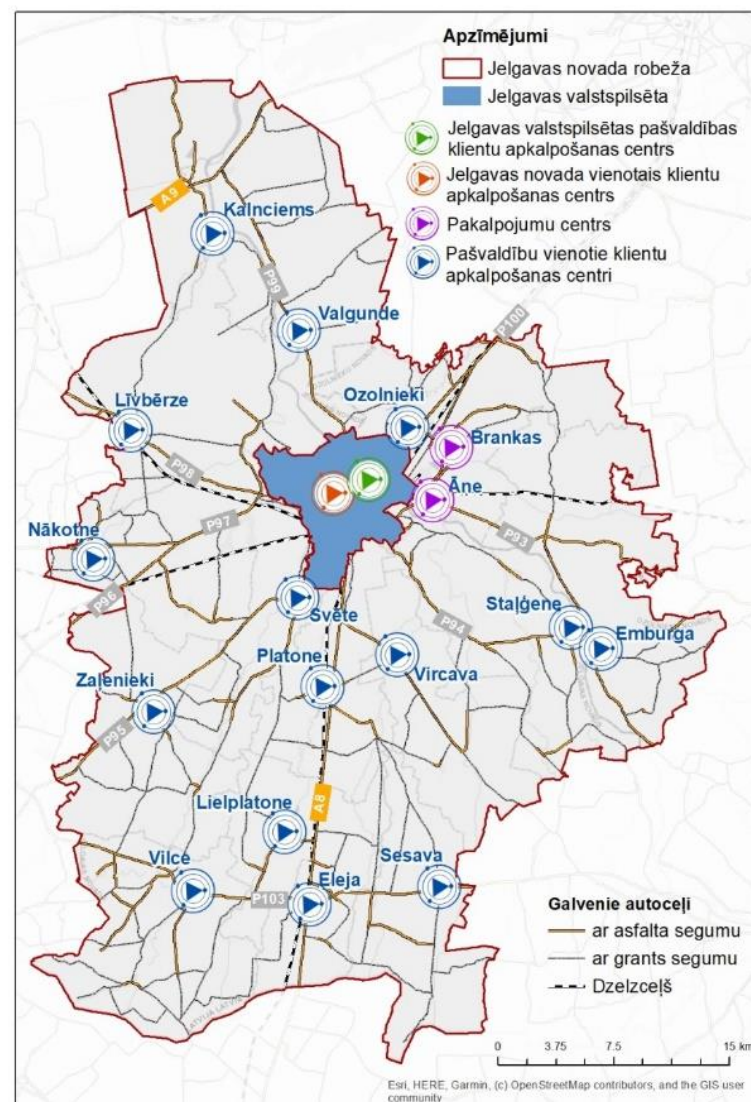 Apzīmējumi
Jelgavas novada robeža
Jelgavas valstspilsēta
Jelgavas valstspilsētas pašvaldības
klientu apkalpošanas centrs
Jelgavas novada vienotais klientu
apkalpošanas centrs
Pakalpojumu centrs
Pašvaldību vienotie klientu
apkalpošanas centri
A9
Kalnciems
P99
Valgunde
P100
Līvbērze
Ozolnieki
Brankas
P98
Āne
P97
P93
Nākotne
P96
Svēte
Staļģene
Emburga
P94
Platone
Vircava
Zaļenieki
P95
A8
Lielplatone
Vilce
Eleja
Sesava
P103
Galvenie autoceļi
ar asfalta segumu
ar grants segumu
Dzelzceļš
0 3.75 7.5 15 km
Esri, HERE, Garmin, (c) OpenStreetMap contributors, and the GIS user
community